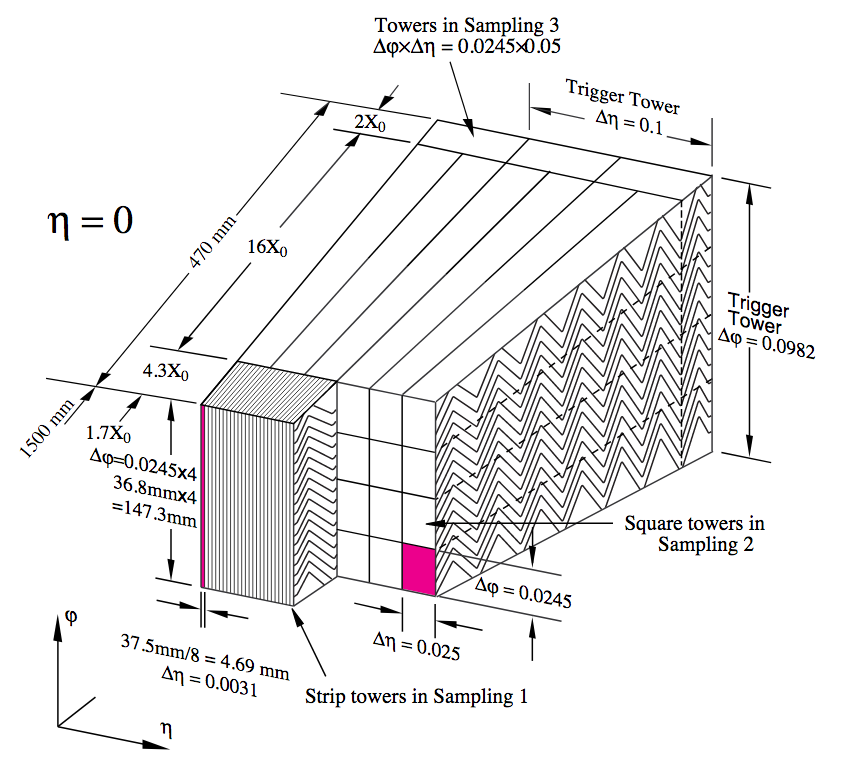 Towers in Sampling 3
Δφ×Δη = 0.0245×0.05
Trigger Tower
Δη = 0.1
2X₀
η = 0
470 mm
16X₀
Trigger
Tower
Δφ = 0.0982
4.3X₀
1500 mm
1.7X₀
Δφ=0.0245x4
36.8mmx4
=147.3mm
Square towers in
Sampling 2
Δφ = 0.0245
Δη = 0.025
φ
37.5mm/8 = 4.69 mm
Δη = 0.0031
Strip towers in Sampling 1
η